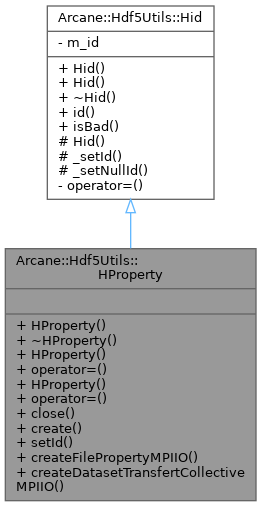 Arcane::Hdf5Utils::Hid
- m_id
+ Hid()
+ Hid()
+ ~Hid()
+ id()
+ isBad()
# Hid()
# _setId()
# _setNullId()
- operator=()
Arcane::Hdf5Utils::
HProperty
+ HProperty()
+ ~HProperty()
+ HProperty()
+ operator=()
+ HProperty()
+ operator=()
+ close()
+ create()
+ setId()
+ createFilePropertyMPIIO()
+ createDatasetTransfertCollective
MPIIO()